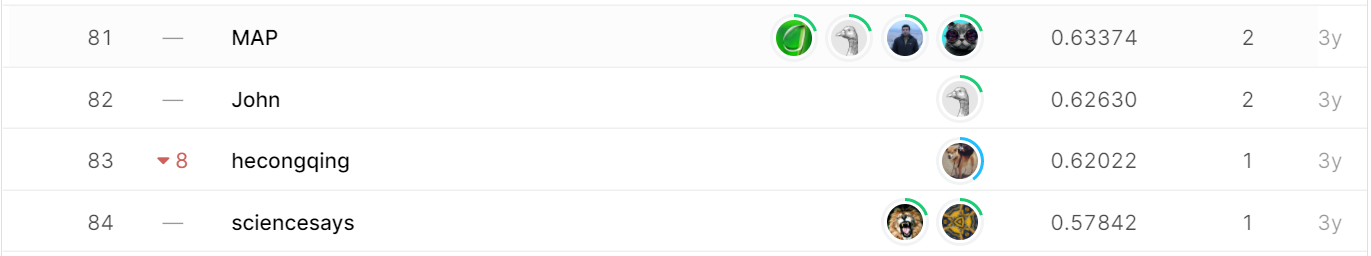 81 — MAP 0.63374 2 3y
82 — John 0.62630 2 3y
83 8 hecongqing 0.62022 1 3y
84 — sciencesays 0.57842 1 3y